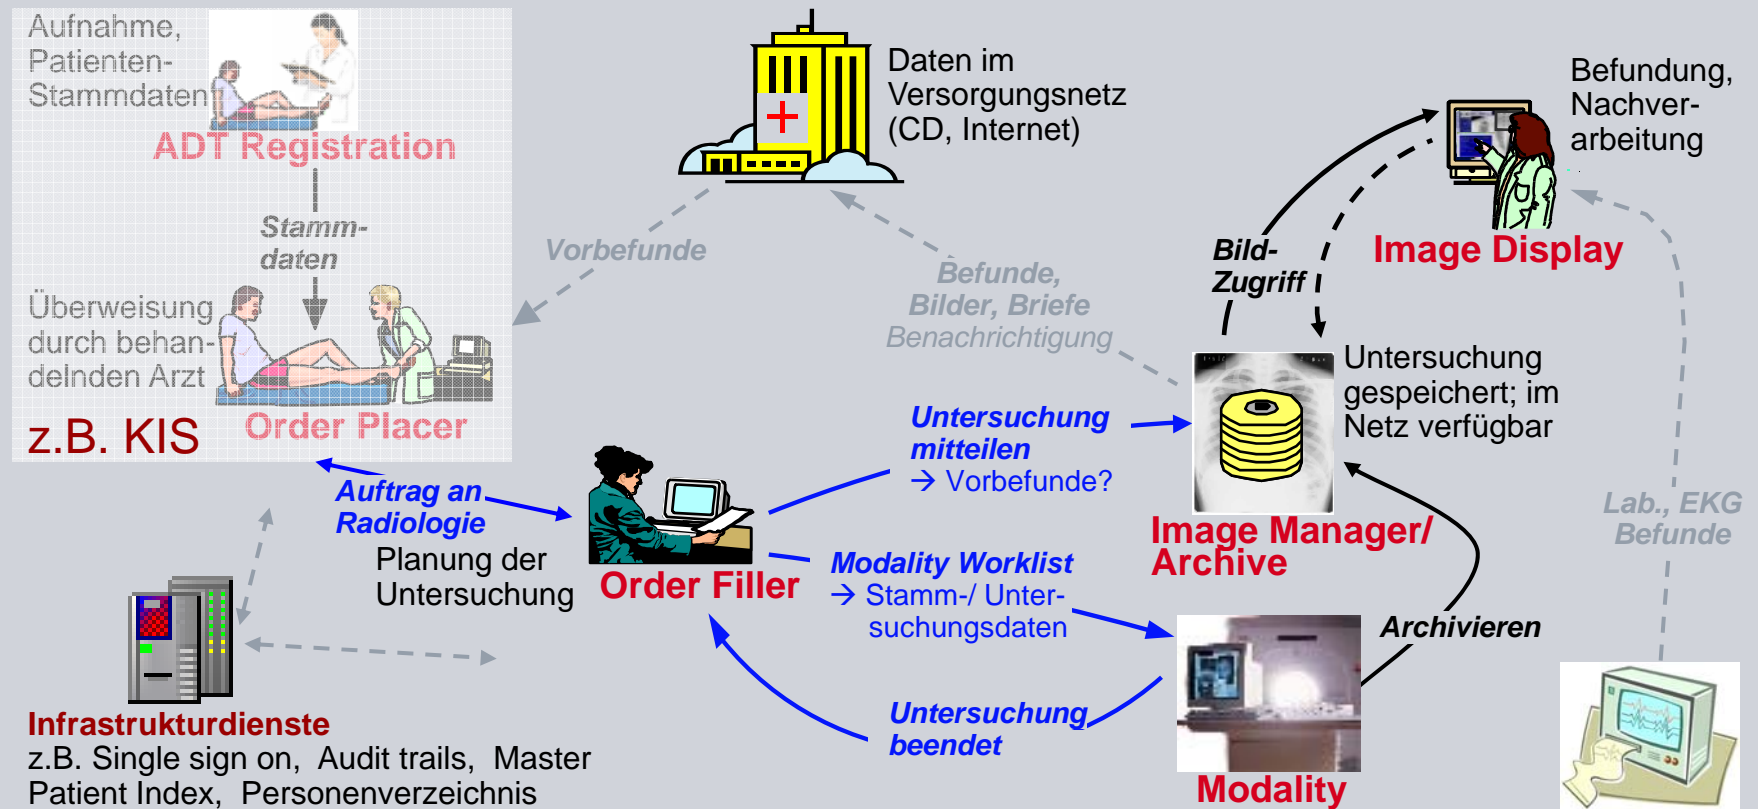 Aufnahme,
Patienten-
Stammdaten
ADT Registration
Stamm-
daten
Überweisung
durch behan-
delnden Arzt
Order Placer
z.B. KIS
Daten im
Versorgungsnetz
(CD, Internet)
Vorbefunde
Befunde,
Bilder, Briefe
Benachrichtigung
Befundung,
Nachver-
arbeitung
Image Display
Bild-
Zugriff
Untersuchung
gespeichert; im
Netz verfügbar
Image Manager/
Archive
Untersuchung
mitteilen
→ Vorbefunde?
Auftrag an
Radiologie
Planung der
Untersuchung
Order Filler
Modality Worklist
→ Stamm-/ Unter-
suchungsdaten
Untersuchung
beendet
Archivieren
Modality
Lab., EKG
Befunde
Infrastrukturdienste
z.B. Single sign on, Audit trails, Master
Patient Index, Personenverzeichnis